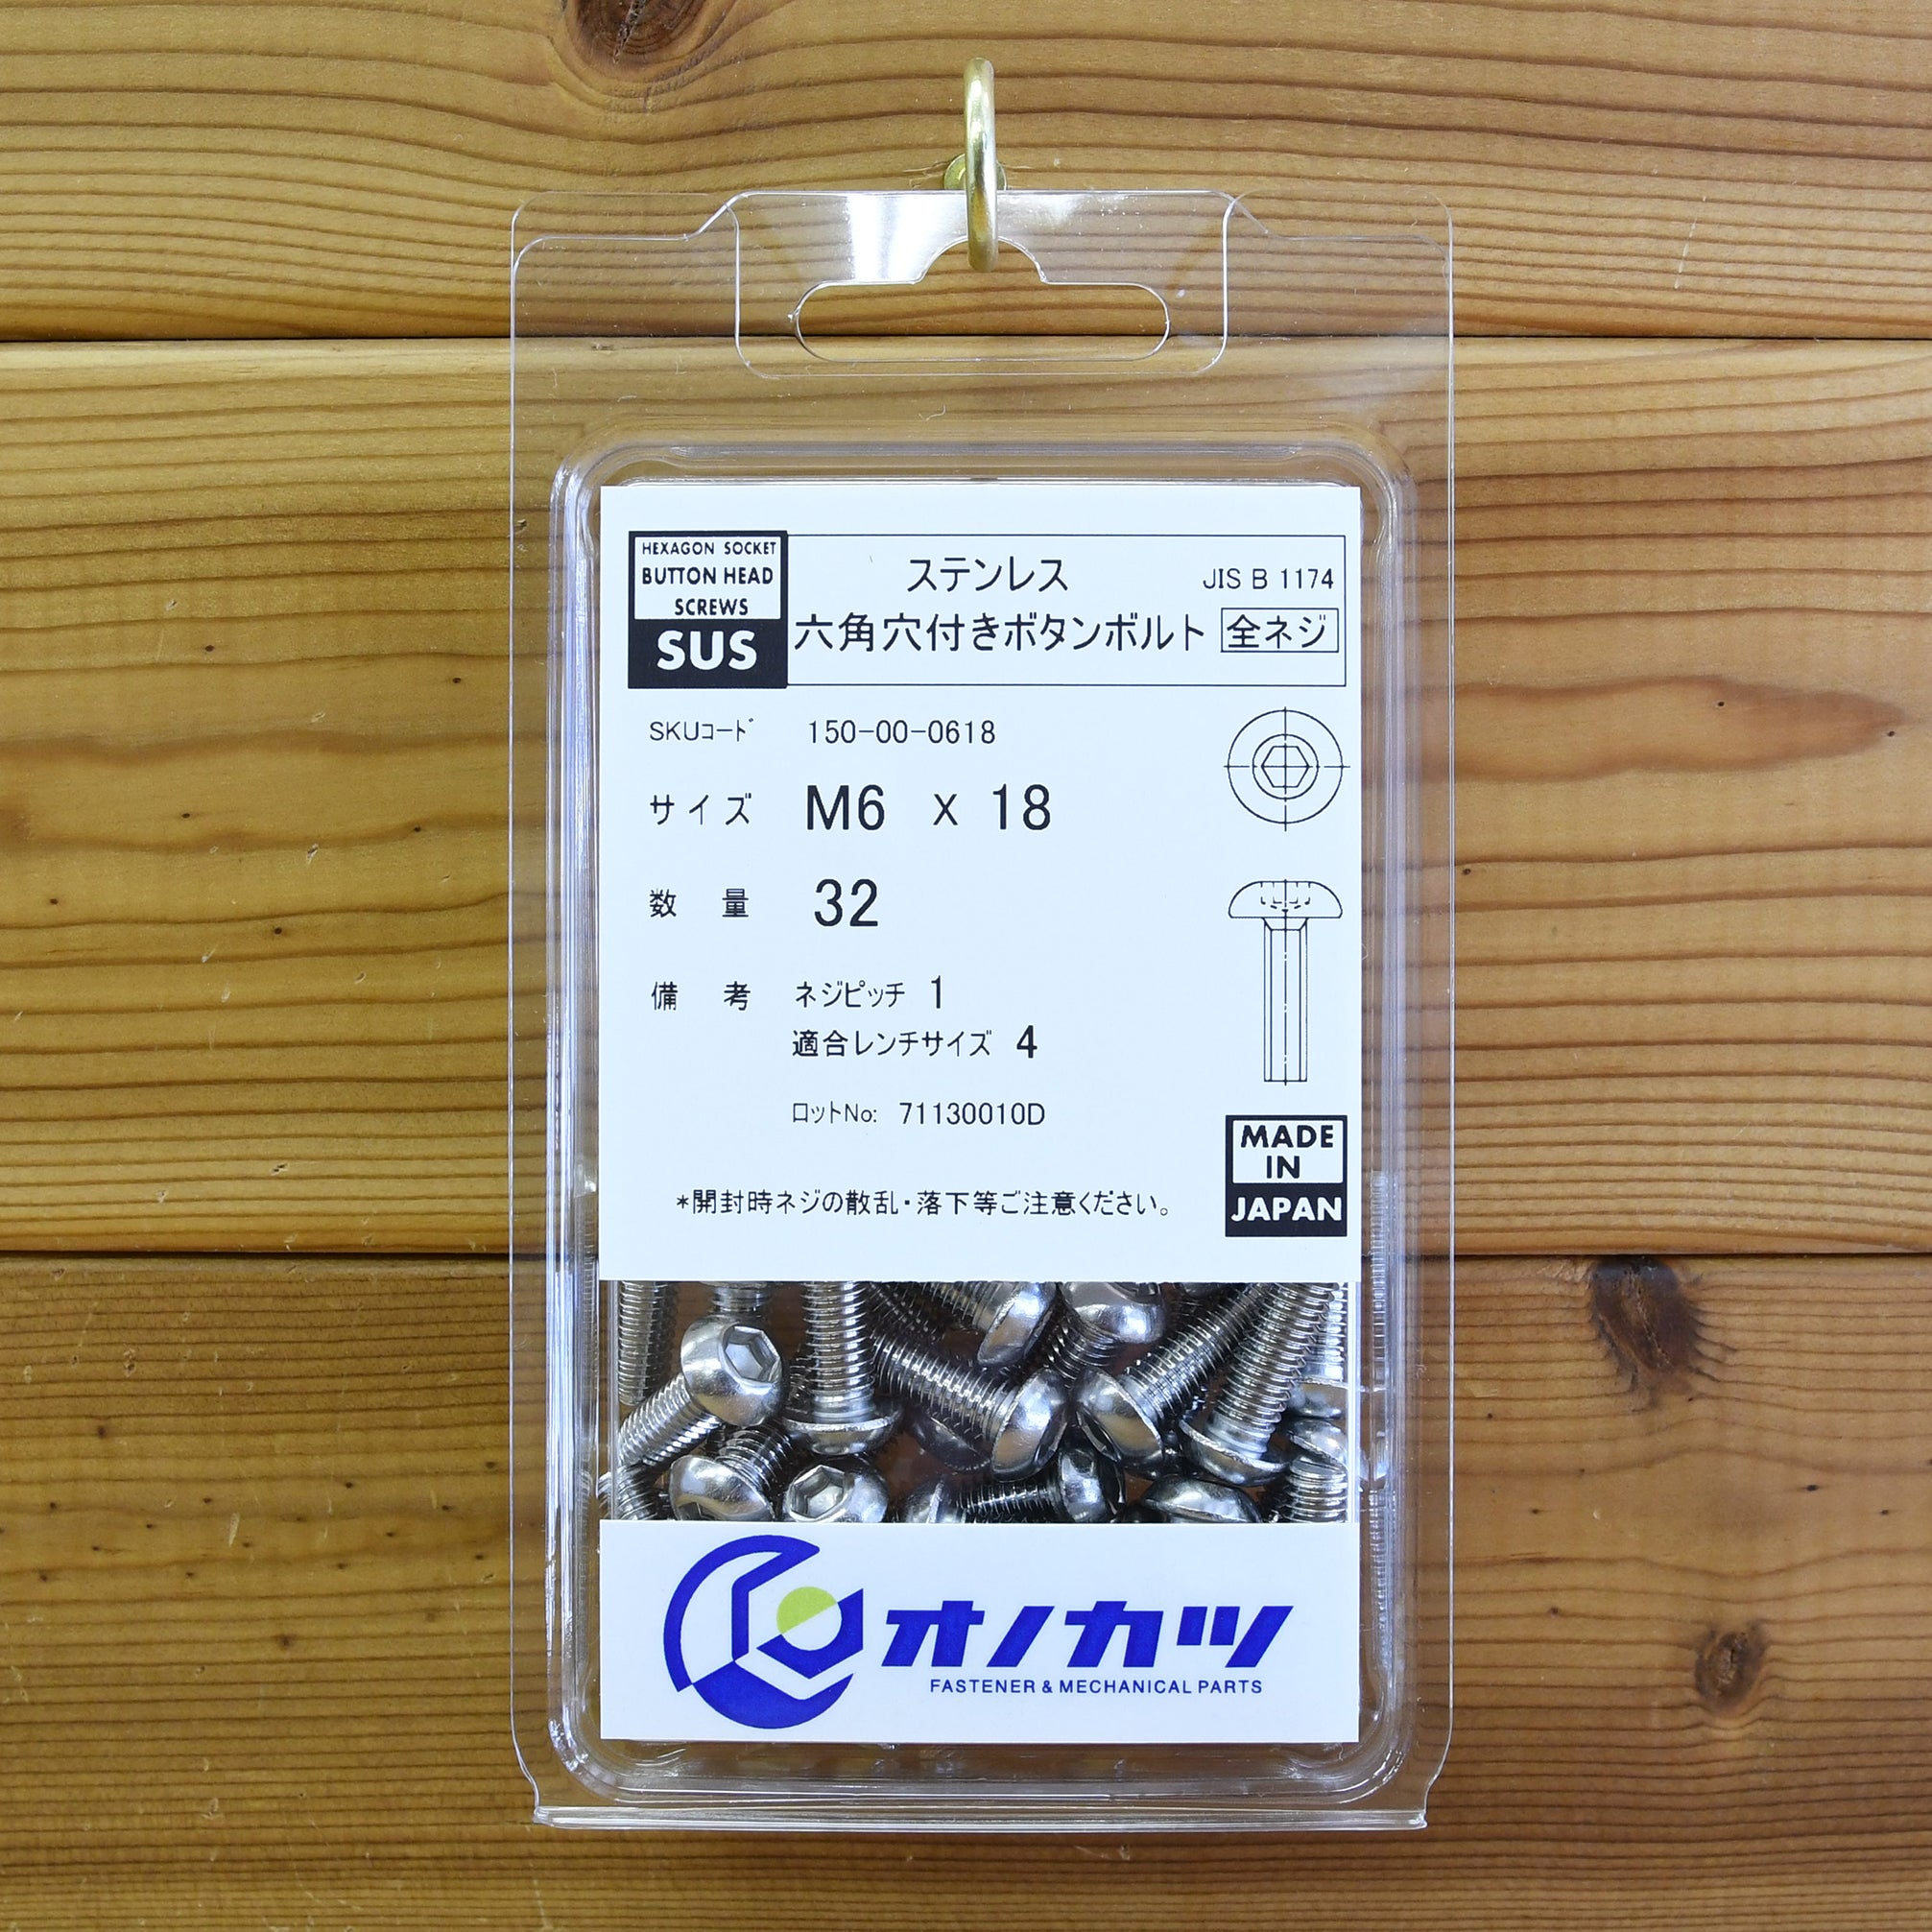 HEXAGON SOCKET
BUTTON HEAD
SCREWS
SUS
ステンレス
JIS B 1174
六角穴付きボタンボルト 全ネジ
SKUコード 150-00-0618
サイズ M6 x 18
数量 32
備考 ネジピッチ 1
適合レンチサイズ 4
ロットNo: 71130010D
MADE
IN
JAPAN
*開封時ネジの散乱・落下等ご注意ください。
オノカツ
FASTENER & MECHANICAL PARTS